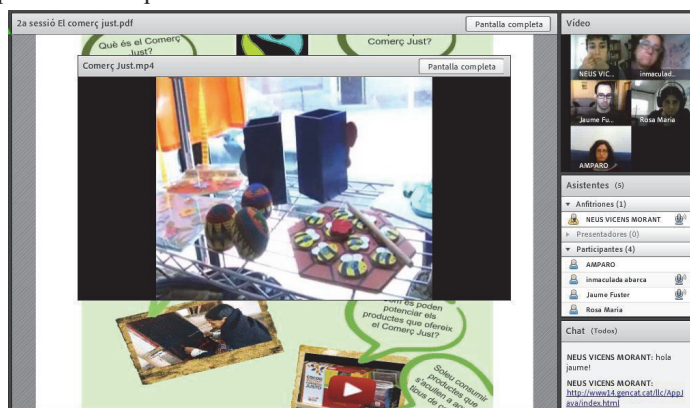 2a sessió El comerç just.pdf
Pantalla completa
Què és el Comerç
Just?
Comerç Just?
Comerç Just.mp4
Pantalla completa
es poden
potenciar els
productes que ofereix
el Comerç Just?
Soleu consumir
productes que
s'acullen a
Vídeo
NEUS VIC...
inmaculad..
Jaume Fu..
Rosa Maria
AMPARO
Asistentes (5)
Anfitriones (1)
NEUS VICENS MORANT
Presentadores (0)
Participantes (4)
AMPARO
inmaculada abarca
Jaume Fuster
Rosa Maria
Chat (Todos)
NEUS VICENS MORANT: hola
jaume!
NEUS VICENS MORANT:
http://www14.gencat.cat/llc/AppJ
ava/index.html